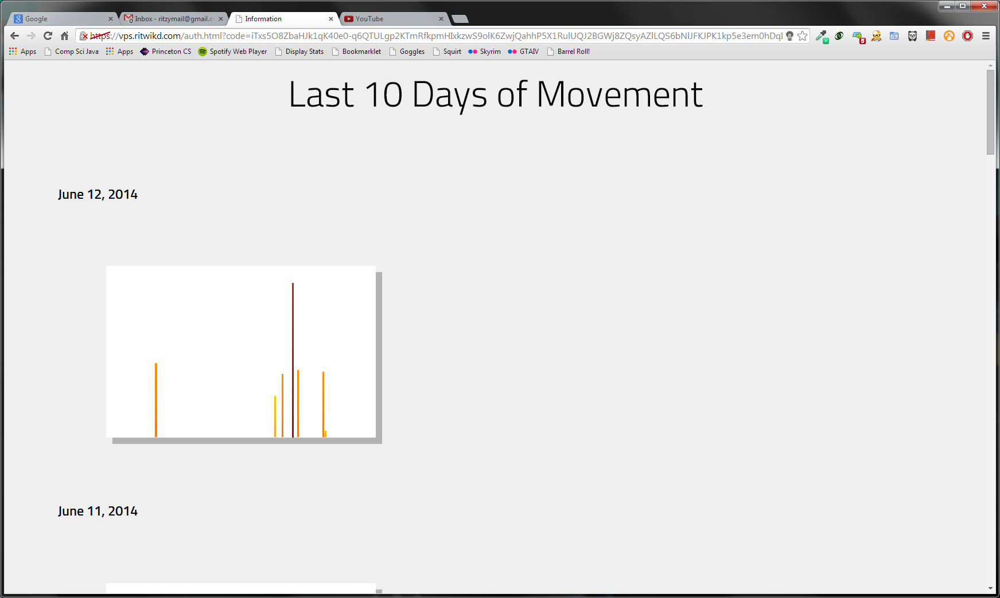 Google
Inbox - ritzymail@gmail.c
Information
YouTube
https://vps.ritwikd.com/auth.html?code=
5
Apps
Comp Sci Java
Apps
Princeton CS
Spotify Web Player
Display Stats
Bookmarklet
Goggles
Squirt
Skyrim
GTAIV
Barrel Roll!
Last 10 Days of Movement
June 12, 2014
June 11, 2014